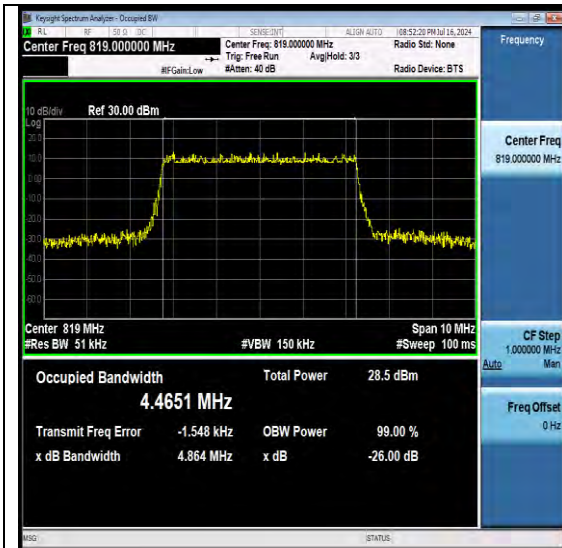 Keysight Spectrum Analyzer - Occupied BW
RL RF 50 Ω DC SENSE:INT ALIGN AUTO 08:52:20 PM Jul 16, 2024
Center Freq 819.000000 MHz
Center Freq: 819.000000 MHz
Radio Std: None
Trig: Free Run Avg|Hold: 3/3
#IFGain:Low #Atten: 40 dB Radio Device: BTS
Frequency
10 dB/div Ref 30.00 dBm
Log
20.0
10.0
0.00
-10.0
-20.0
-30.0
-40.0
-50.0
-60.0
Center 819 MHz Span 10 MHz
#Res BW 51 kHz #VBW 150 kHz #Sweep 100 ms
Center Freq
819.000000 MHz
CF Step
1.000000 MHz
Auto Man
Freq Offset
0 Hz
Occupied Bandwidth Total Power 28.5 dBm
4.4651 MHz
Transmit Freq Error -1.548 kHz OBW Power 99.00 %
x dB Bandwidth 4.864 MHz x dB -26.00 dB
MSG STATUS